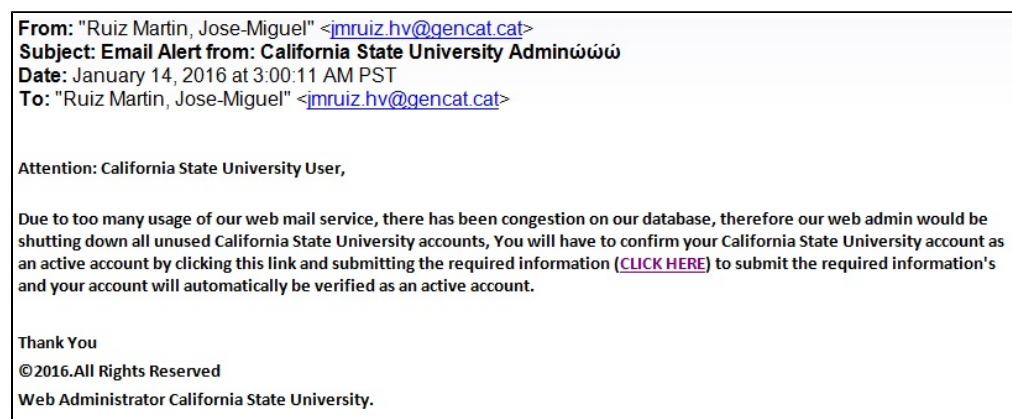 From: "Ruiz Martin, Jose-Miguel" <jmruiz.hv@gencat.cat>
Subject: Email Alert from: California State University Adminώώώ
Date: January 14, 2016 at 3:00:11 AM PST
To: "Ruiz Martin, Jose-Miguel" <jmruiz.hv@gencat.cat>
Attention: California State University User,
Due to too many usage of our web mail service, there has been congestion on our database, therefore our web admin would be
shutting down all unused California State University accounts, You will have to confirm your California State University account as
an active account by clicking this link and submitting the required information (CLICK HERE) to submit the required information's
and your account will automatically be verified as an active account.
Thank You
©2016.All Rights Reserved
Web Administrator California State University.